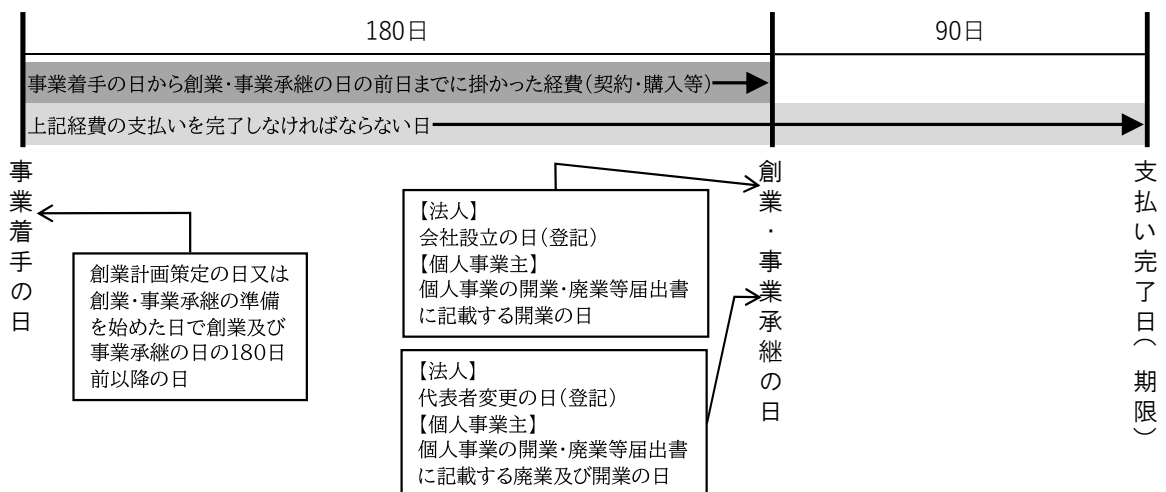 180日
90日
事業着手の日から創業・事業承継の日の前日までに掛かった経費(契約・購入等)
上記経費の支払いを完了しなければならない日
事業着手の日
創業計画策定の日又は
創業・事業承継の準備
を始めた日で創業及び
事業承継の日の180日
前以降の日
【法人】
会社設立の日(登記)
【個人事業主】
個人事業の開業・廃業等届出書
に記載する開業の日
【法人】
代表者変更の日(登記)
【個人事業主】
個人事業の開業・廃業等届出書
に記載する廃業及び開業の日
創業・事業承継の日
支払い完了日(期限)